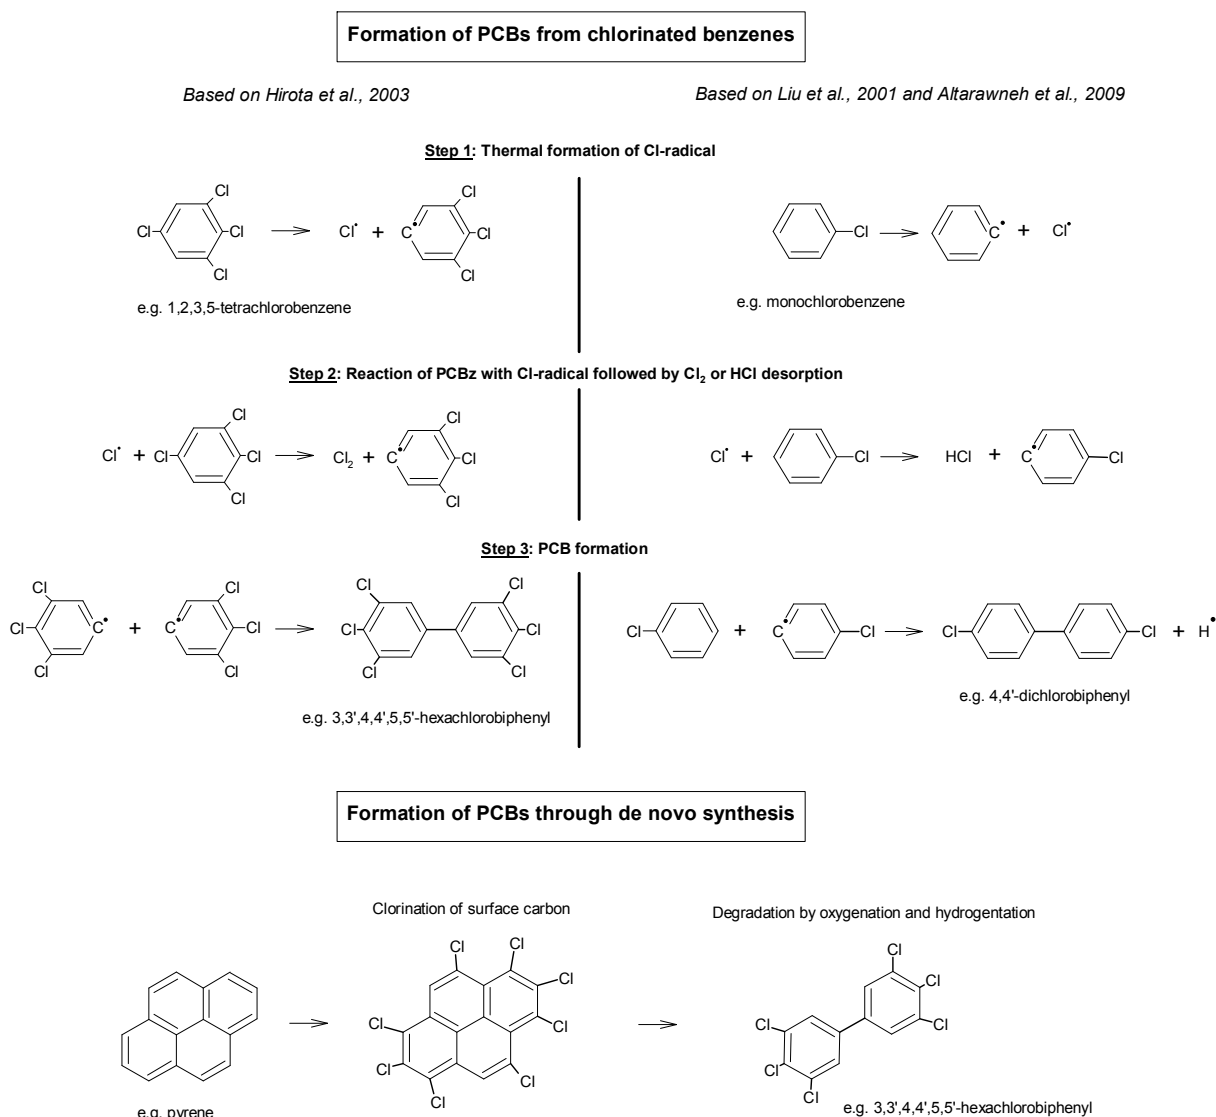 Formation of PCBs from chlorinated benzenes
Based on Hirota et al., 2003
Based on Liu et al., 2001 and Altarawneh et al., 2009
Step 1: Thermal formation of Cl-radical
Cl
Cl
Cl
Cl
Cl• + C•
Cl
Cl
Cl
e.g. 1,2,3,5-tetrachlorobenzene
Cl
C• + Cl•
e.g. monochlorobenzene
Step 2: Reaction of PCBz with Cl-radical followed by Cl2 or HCl desorption
Cl• +
Cl
Cl
Cl
Cl
Cl2 + C•
Cl
Cl
Cl
Cl• +
Cl
HCl + C•
Cl
Step 3: PCB formation
Cl
Cl
Cl
C• + C•
Cl
Cl
Cl
Cl
Cl
Cl
Cl
Cl
Cl
e.g. 3,3',4,4',5,5'-hexachlorobiphenyl
Cl
+ C•
Cl
Cl
Cl
+ H•
e.g. 4,4'-dichlorobiphenyl
Formation of PCBs through de novo synthesis
Clorination of surface carbon
Degradation by oxygenation and hydrogentation
e.g. pyrene
Cl
Cl
Cl
Cl
Cl
Cl
Cl
Cl
Cl
Cl
Cl
Cl
Cl
Cl
e.g. 3,3',4,4',5,5'-hexachlorobiphenyl